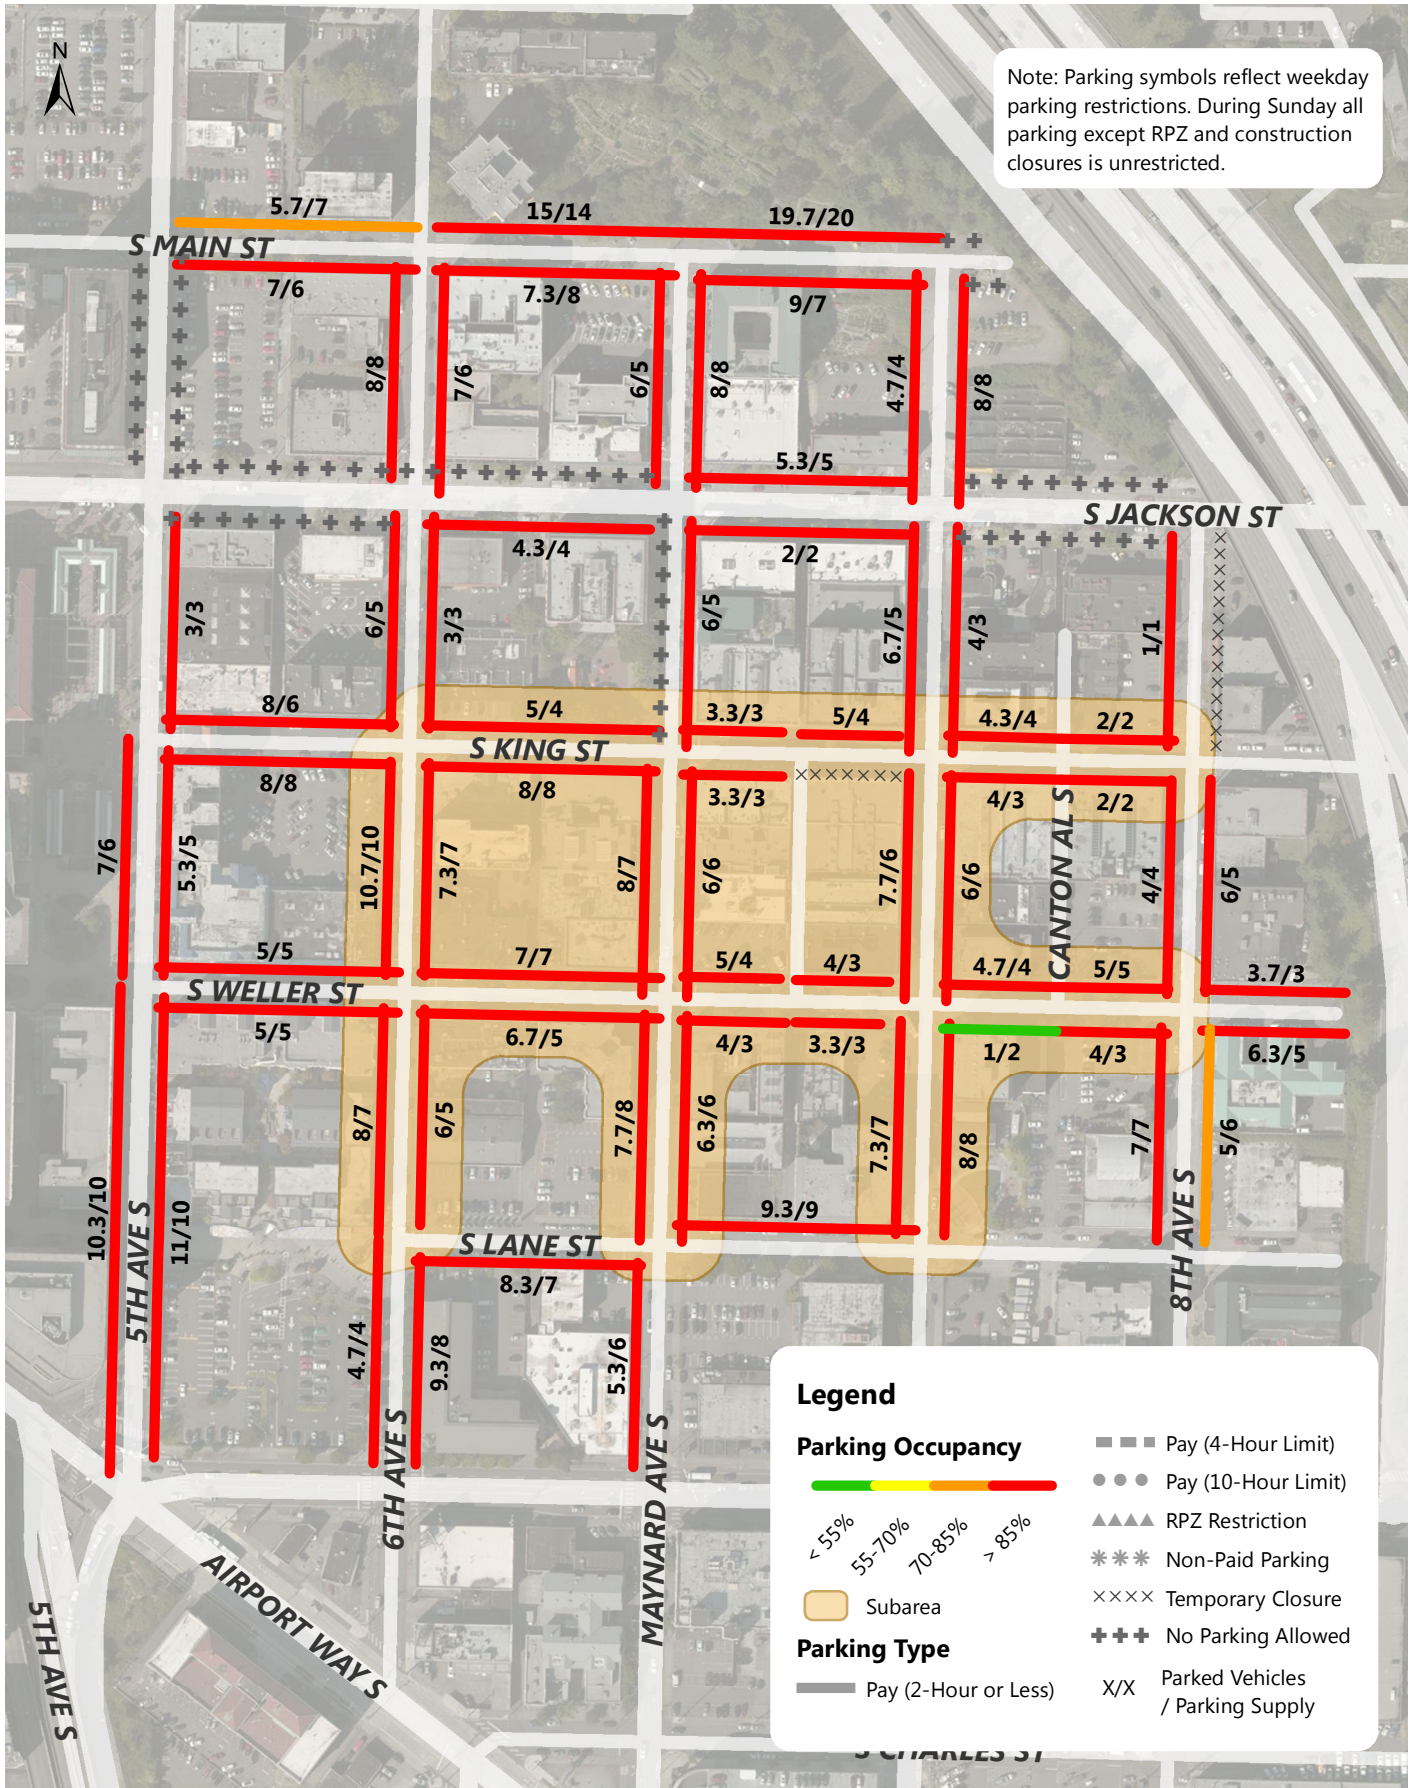 N
Note: Parking symbols reflect weekday
parking restrictions. During Sunday all
parking except RPZ and construction
closures is unrestricted.
5.7/7
15/14
19.7/20
S MAIN ST
7/6
7.3/8
9/7
8/8
7/6
6/5
8/8
4.7/4
8/8
5.3/5
S JACKSON ST
4.3/4
2/2
3/3
6/5
3/3
6/5
6.7/5
4/3
1/1
8/6
5/4
3.3/3
5/4
4.3/4
2/2
S KING ST
8/8
8/8
3.3/3
4/3
2/2
7/6
5.3/5
10.7/10
7.3/7
8/7
6/6
7.7/6
6/6
CANTON AL S
4/4
6/5
5/5
7/7
5/4
4/3
4.7/4
5/5
3.7/3
S WELLER ST
5/5
6.7/5
4/3
3.3/3
1/2
4/3
6.3/5
8/7
6/5
7.7/8
6.3/6
7.3/7
8/8
7/7
5/6
10.3/10
11/10
5TH AVE S
9.3/9
8TH AVE S
S LANE ST
8.3/7
4.7/4
9.3/8
5.3/6
6TH AVE S
MAYNARD AVE S
AIRPORT WAY S
5TH AVE S
Legend
Parking Occupancy
< 55%
55-70%
70-85%
> 85%
Subarea
Parking Type
Pay (2-Hour or Less)
Pay (4-Hour Limit)
Pay (10-Hour Limit)
RPZ Restriction
Non-Paid Parking
Temporary Closure
No Parking Allowed
X/X
Parked Vehicles
/ Parking Supply
S CHARLES ST